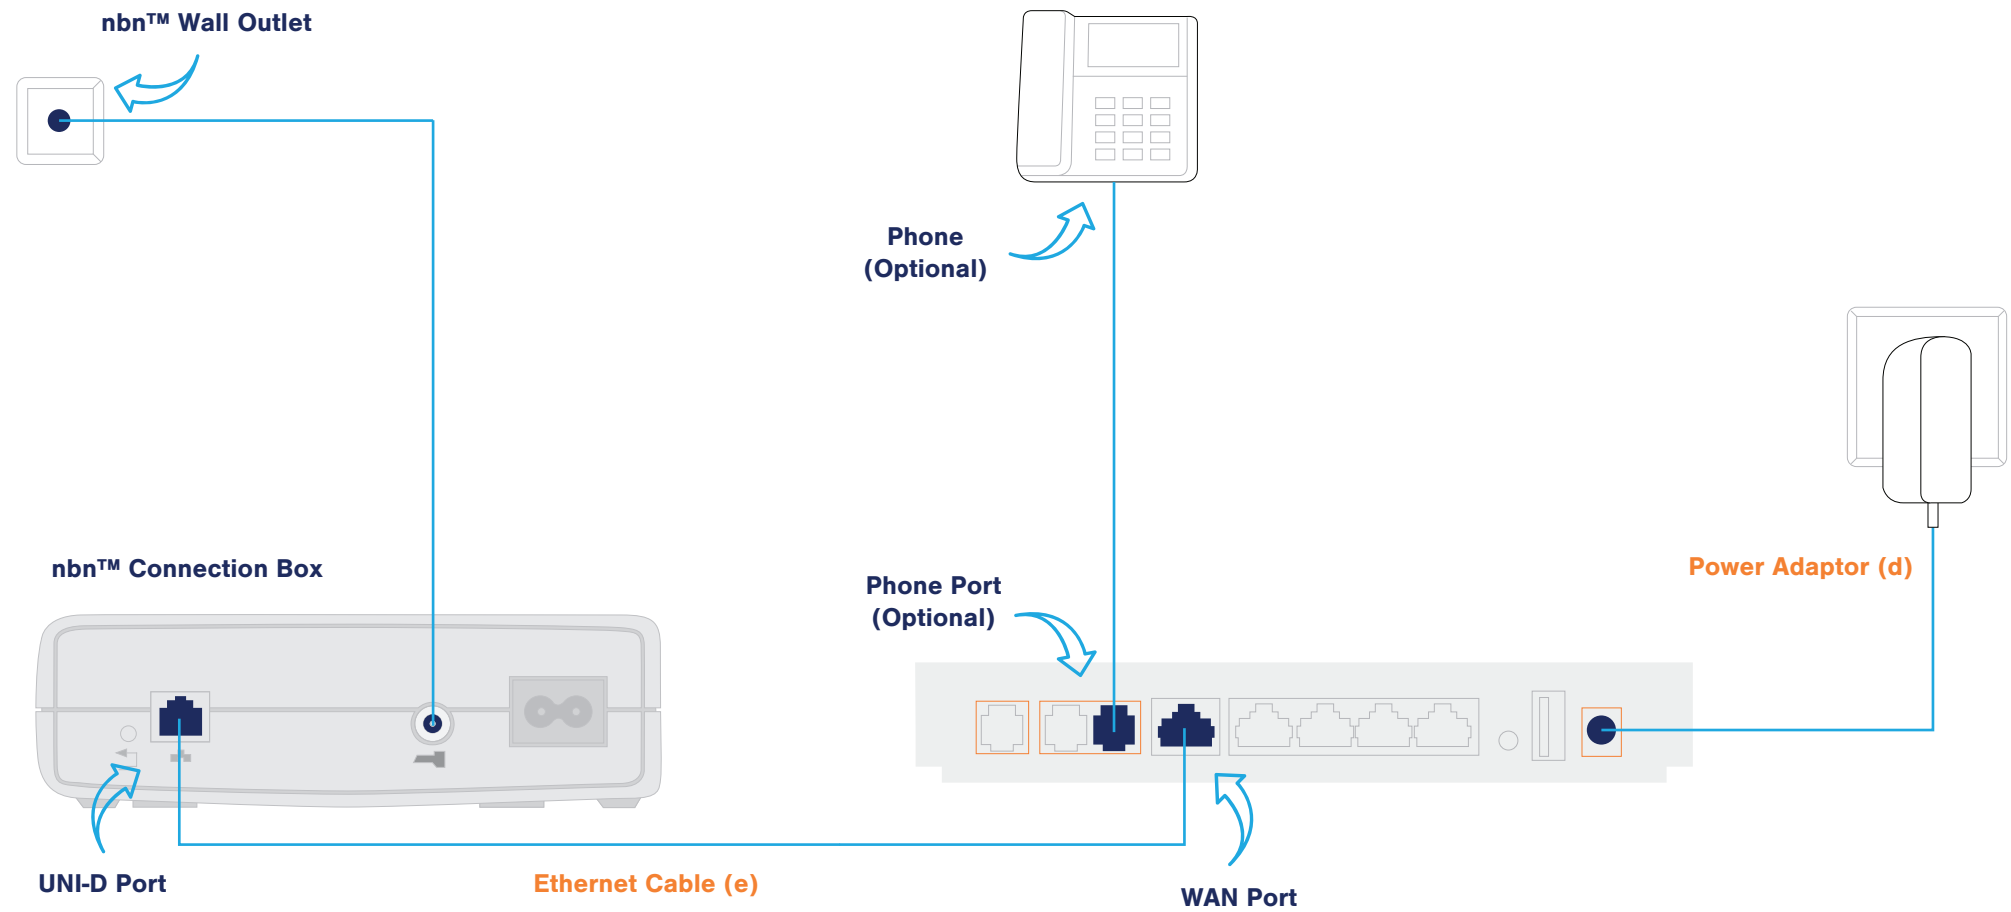 nbn™ Wall Outlet
Phone
(Optional)
nbn™ Connection Box
Phone Port
(Optional)
Power Adaptor (d)
UNI-D Port
Ethernet Cable (e)
WAN Port